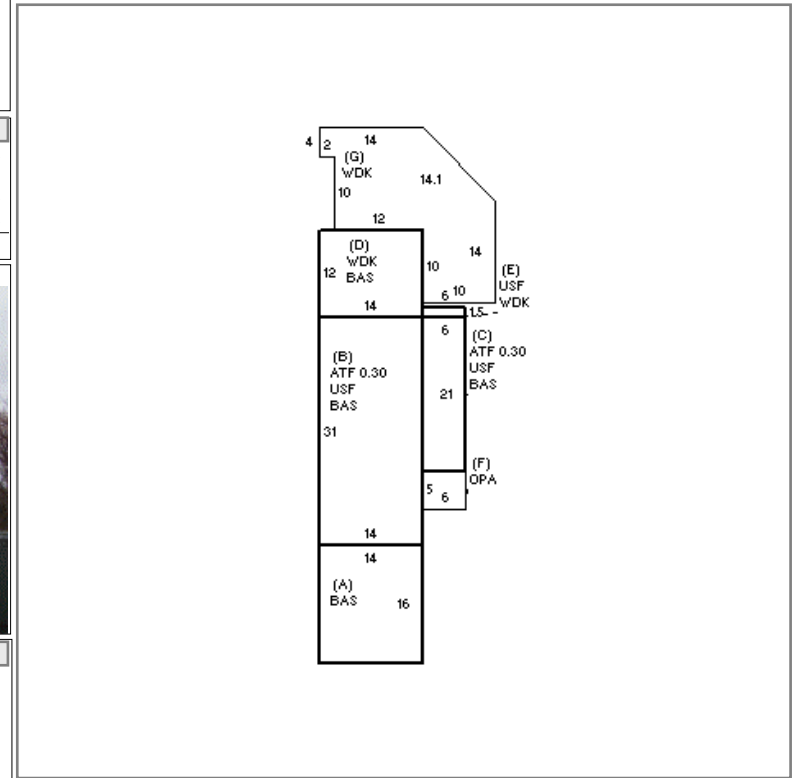 14
4
2
(G)
WDK
14.1
10
12
(D)
WDK
BAS
12
10
14
(E)
USF
WDK
6
10
14
1.5
6
(C)
ATF 0.30
USF
BAS
(B)
ATF 0.30
USF
BAS
21
31
(F)
OPA
5
6
14
14
(A)
BAS
16